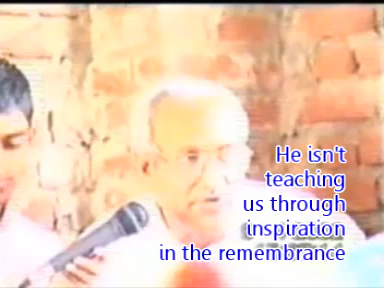 He isn't
teaching
us through
inspiration
in the remembrance